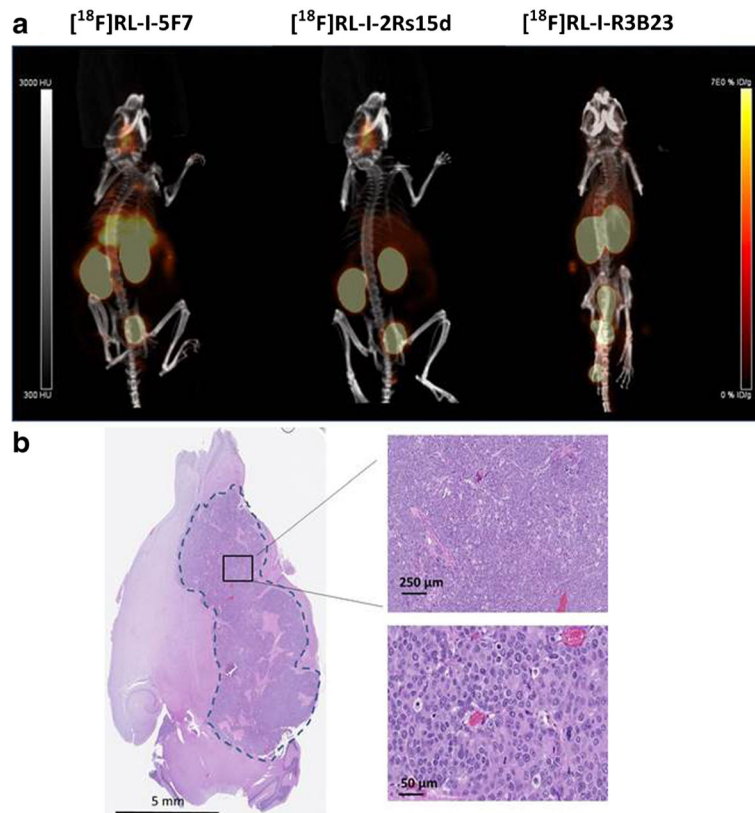 a
[¹⁸F]RL-I-5F7
[¹⁸F]RL-I-2Rs15d
[¹⁸F]RL-I-R3B23
3000 HU
300 HU
7E0 % ID/g
0 % ID/g
b
250 µm
50 µm
5 mm